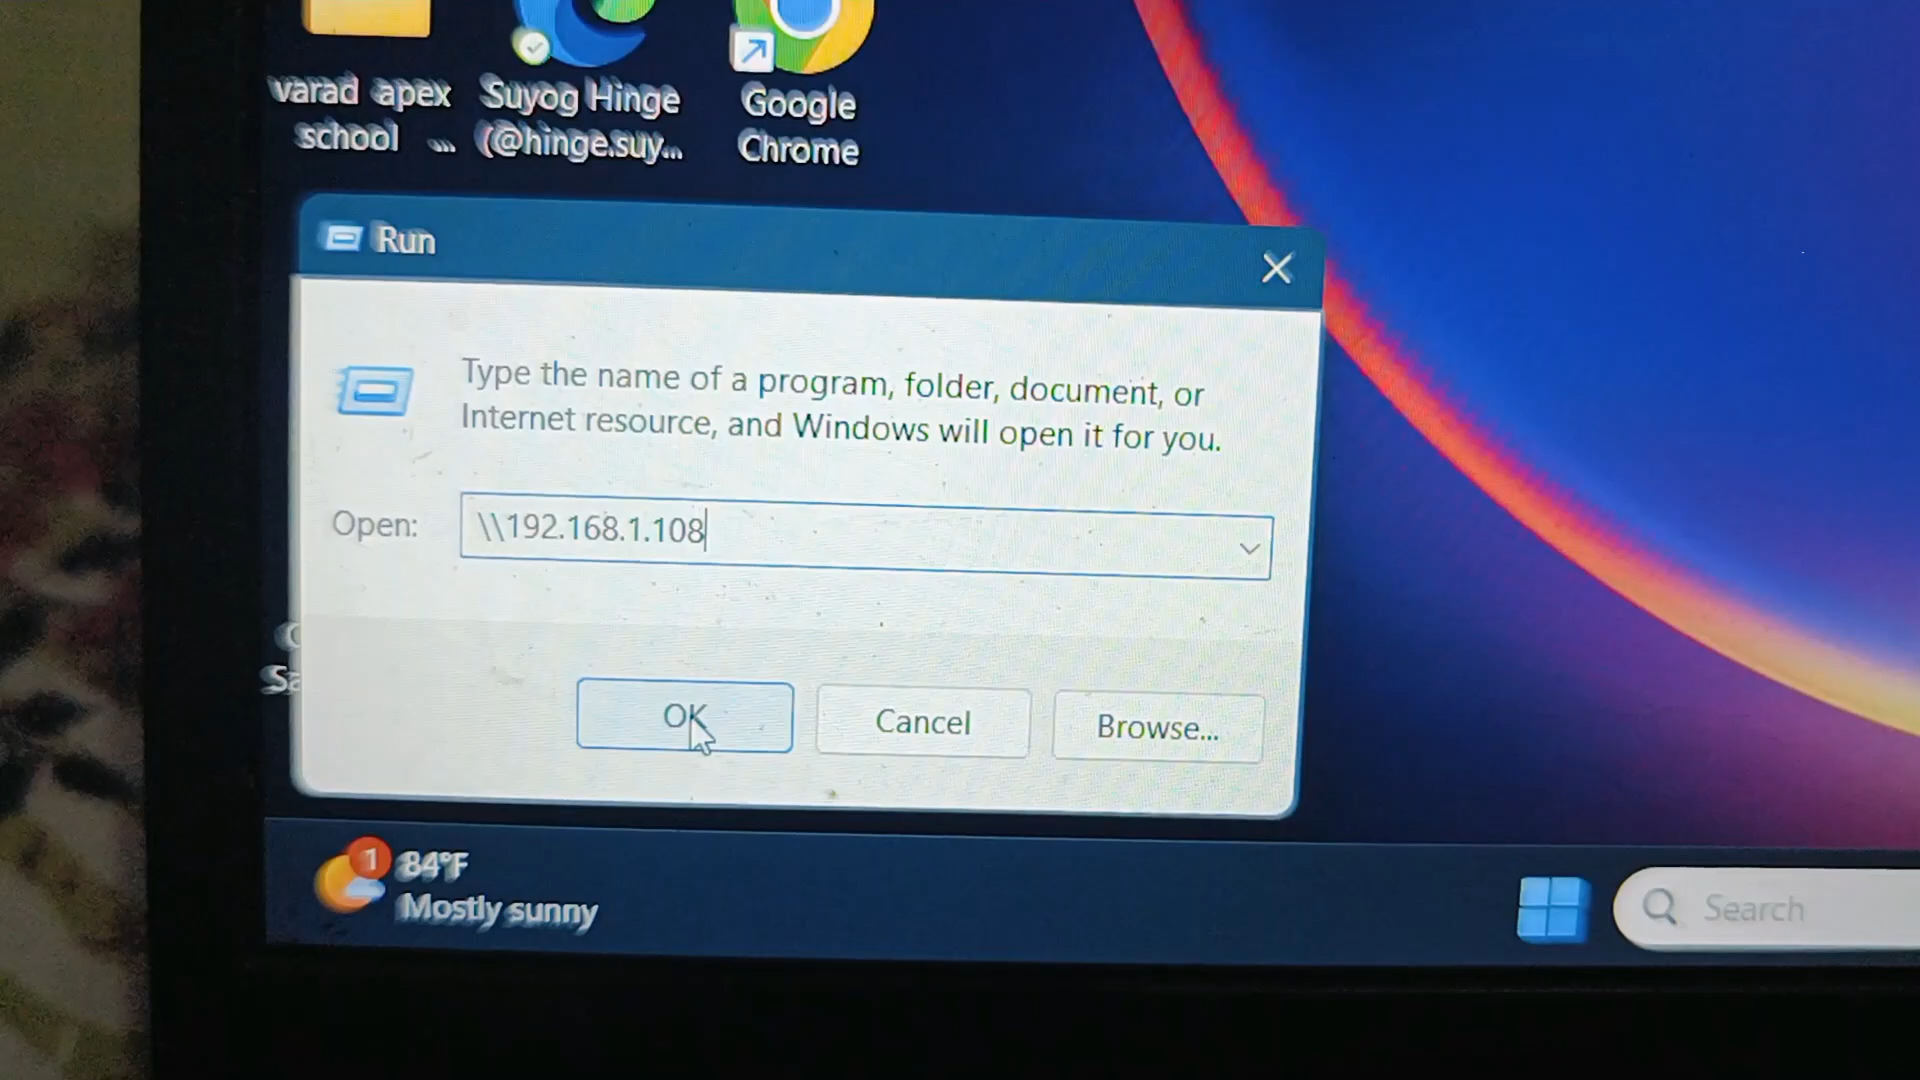 varad apex
school ...
Suyog Hinge
(@hinge.suy...
Google
Chrome
Run
Type the name of a program, folder, document, or
Internet resource, and Windows will open it for you.
Open:
\\192.168.1.108
OK
Cancel
Browse...
Sa
1
84°F
Mostly sunny
Search